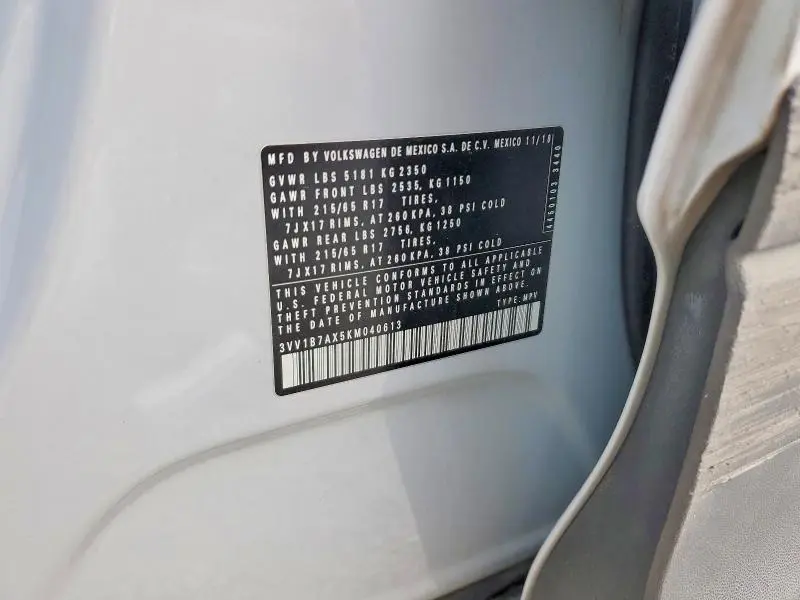 MFD BY VOLKSWAGEN DE MEXICO S.A. DE C.V. MEXICO 11/18
GVWR LBS 5181 KG 2350
GAWR FRONT LBS 2535, KG 1150
WITH 215/65 R17 TIRES,
7JX17 RIMS, AT 260 KPA, 38 PSI COLD
GAWR REAR LBS 2756, KG 1250
WITH 215/65 R17 TIRES,
7JX17 RIMS, AT 260 KPA, 38 PSI COLD
THIS VEHICLE CONFORMS TO ALL APPLICABLE
U.S. FEDERAL MOTOR VEHICLE SAFETY AND
THEFT PREVENTION STANDARDS IN EFFECT ON
THE DATE OF MANUFACTURE SHOWN ABOVE.
3VV1B7AX5KM040613 TYPE: MPV
4450103 3440